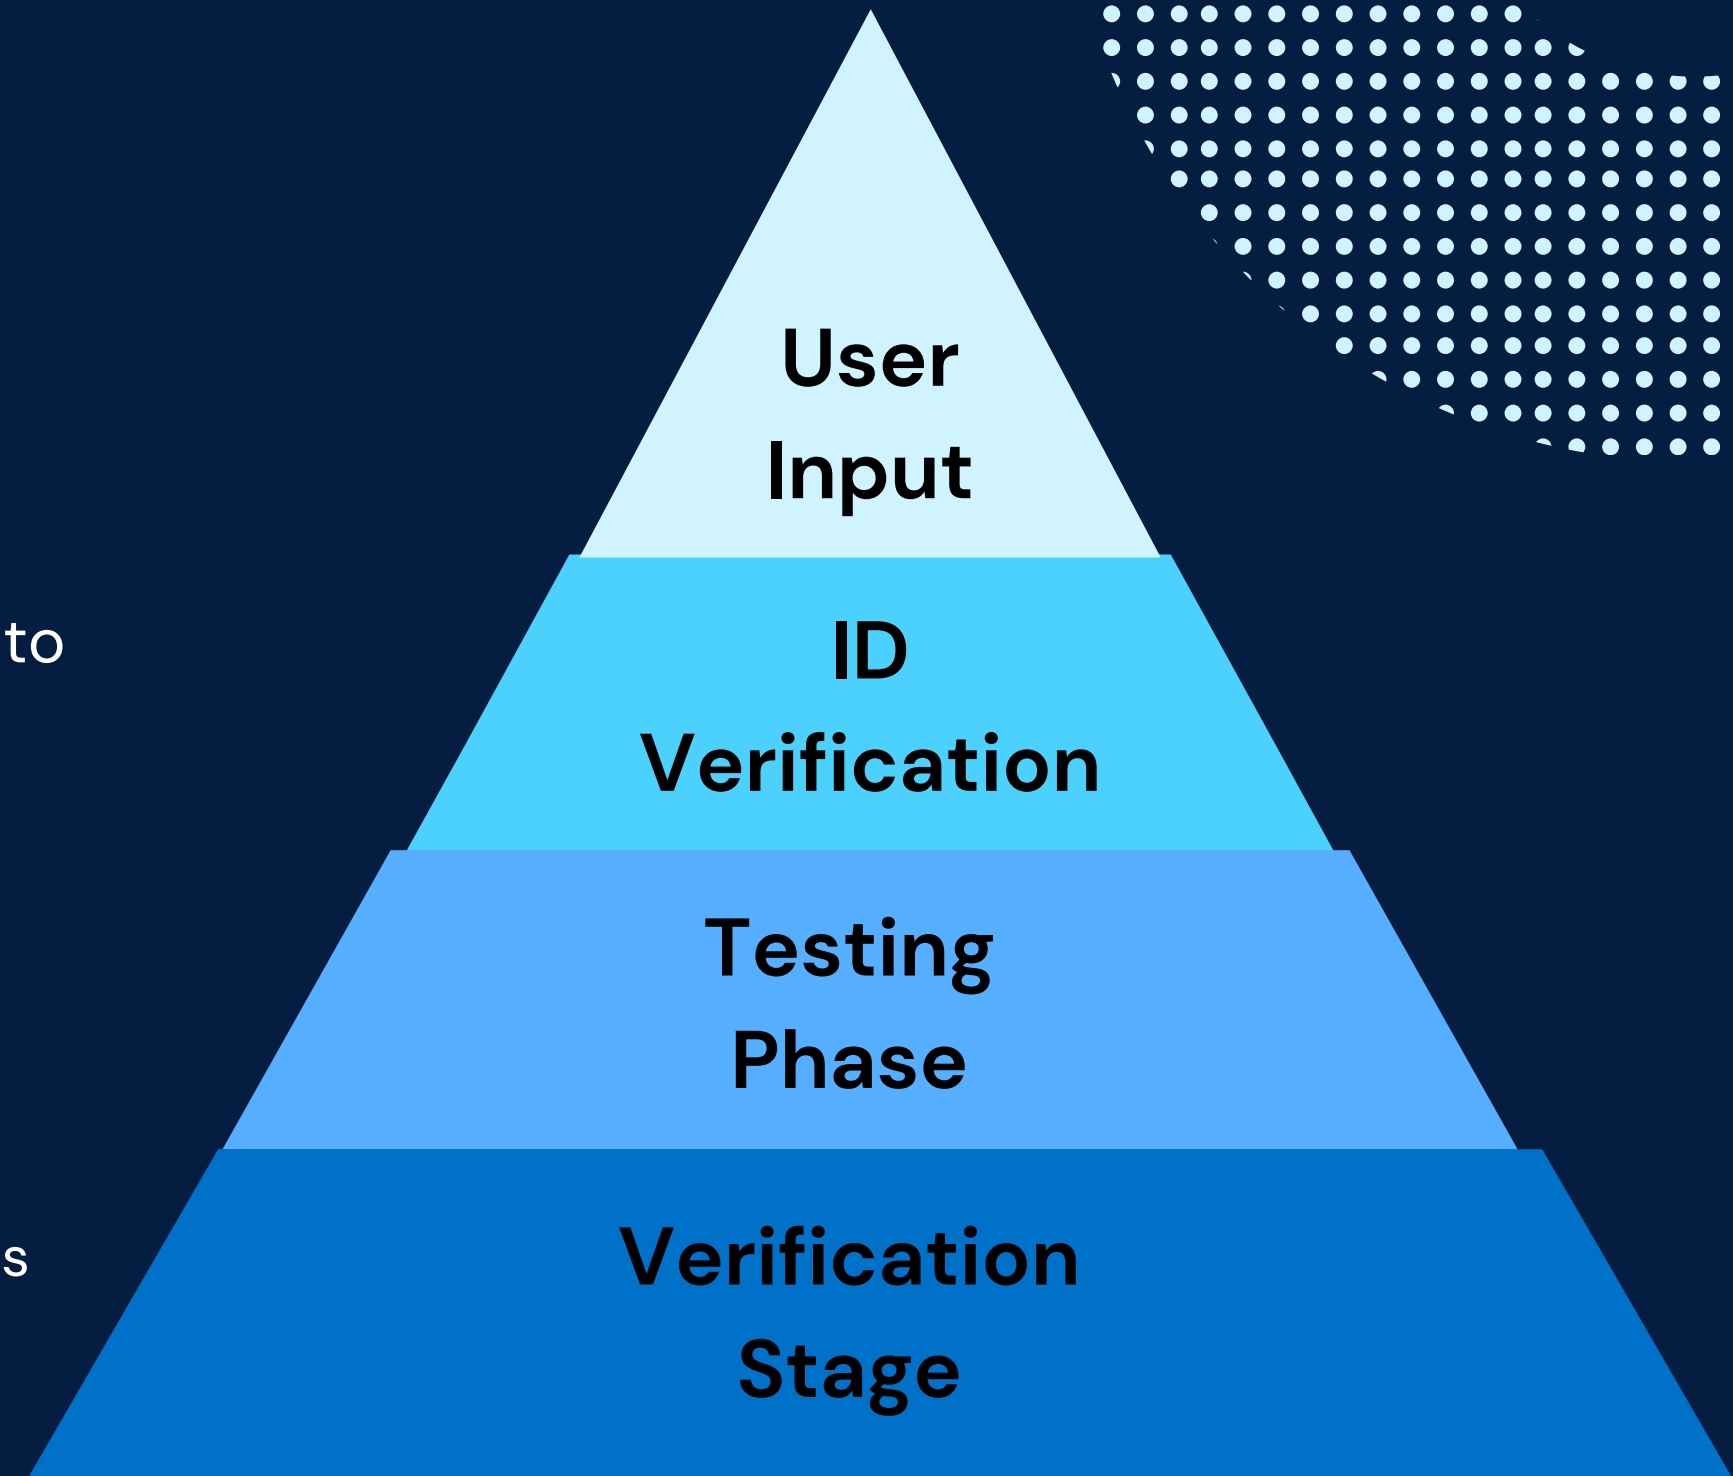 User
Input
to
ID
Verification
Testing
Phase
s
Verification
Stage